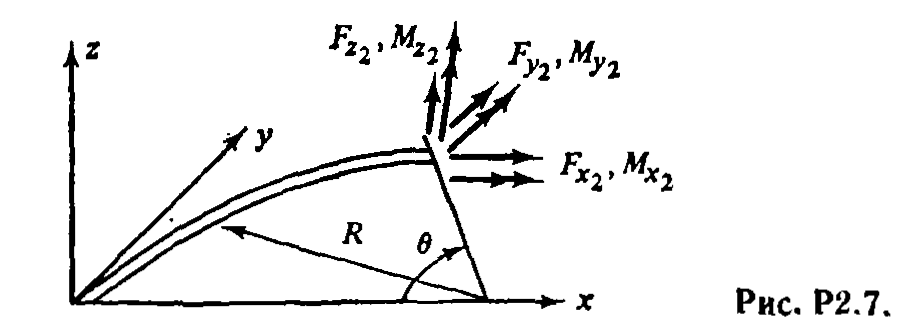 z
F_{z_2}, M_{z_2}
F_{y_2}, M_{y_2}
y
F_{x_2}, M_{x_2}
R
θ
x
Рис. Р2.7.